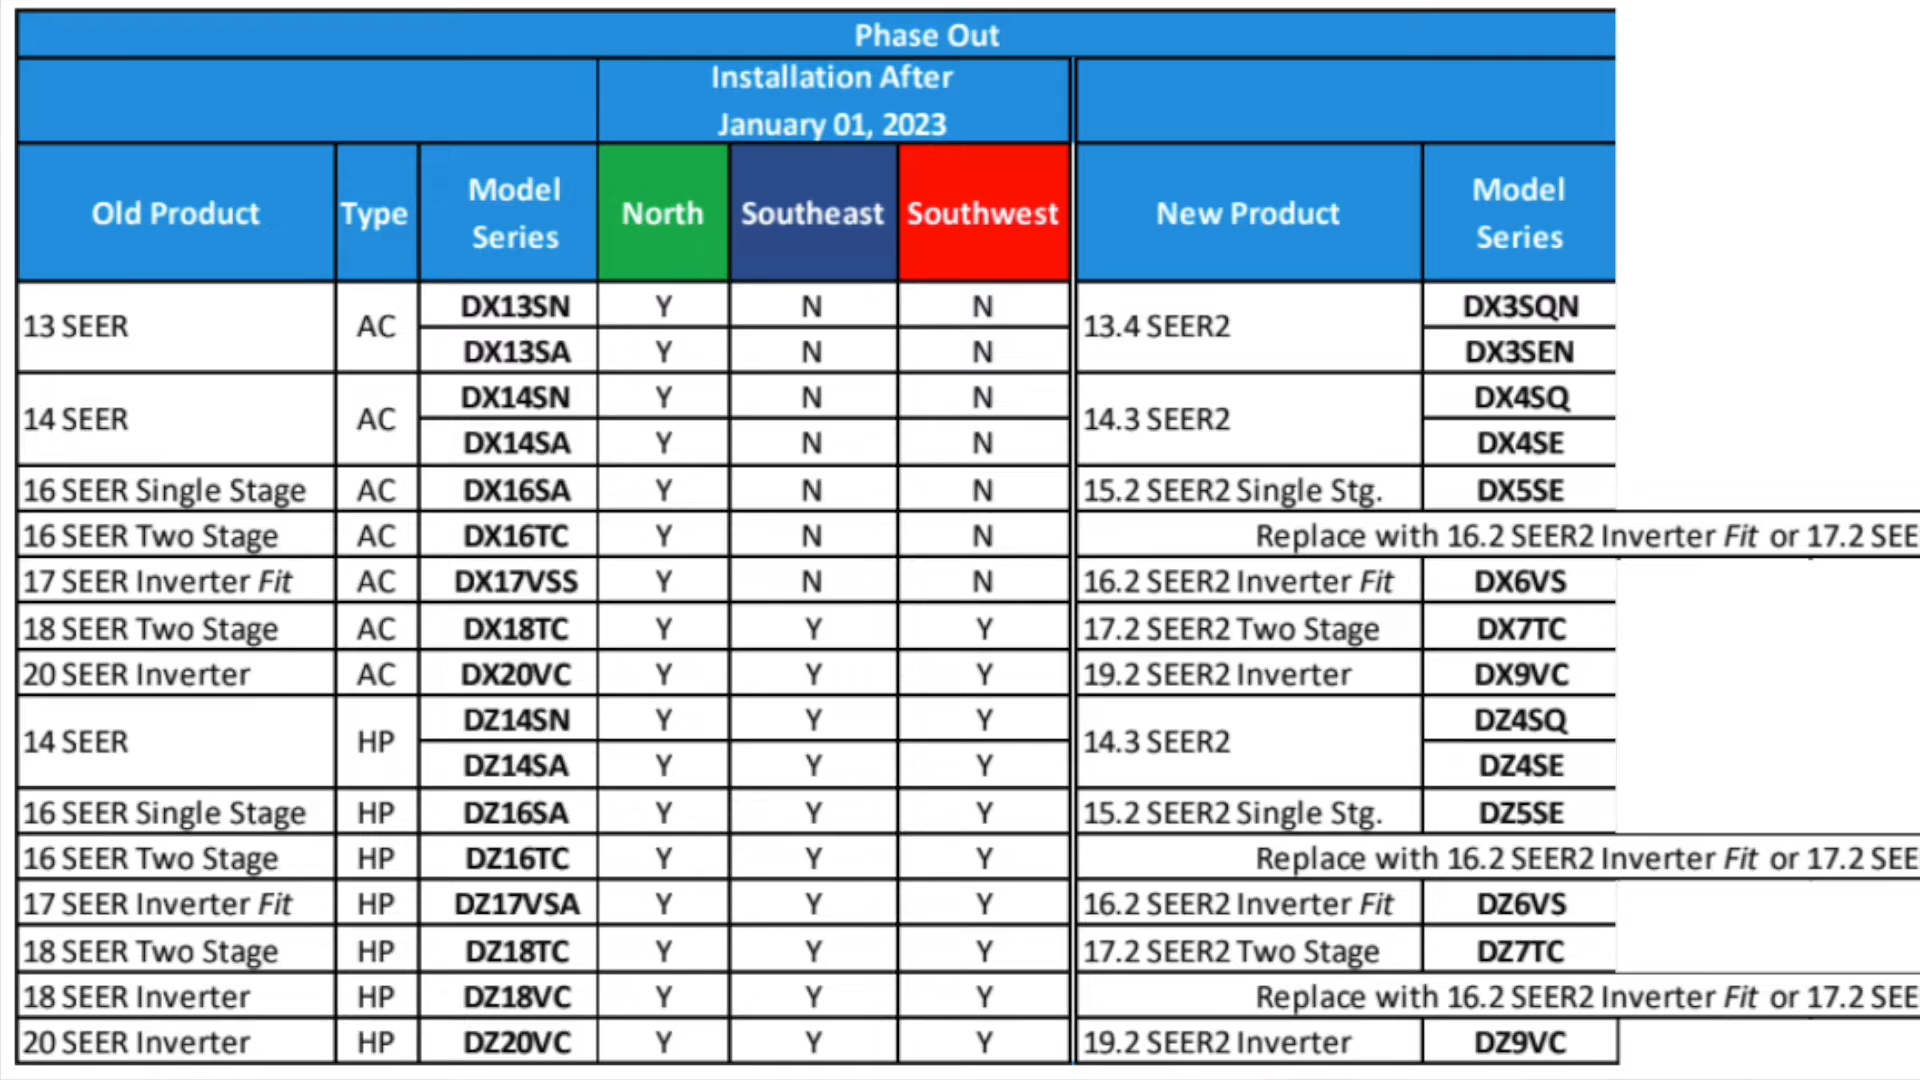 Phase Out
Installation After
January 01, 2023
Old Product Type Model Series North Southeast Southwest New Product Model Series
13 SEER AC DX13SN Y N N 13.4 SEER2 DX3SQN
DX13SA Y N N DX3SEN
14 SEER AC DX14SN Y N N 14.3 SEER2 DX4SQ
DX14SA Y N N DX4SE
16 SEER Single Stage AC DX16SA Y N N 15.2 SEER2 Single Stg. DX5SE
16 SEER Two Stage AC DX16TC Y N N Replace with 16.2 SEER2 Inverter Fit or 17.2 SEE
17 SEER Inverter Fit AC DX17VSS Y N N 16.2 SEER2 Inverter Fit DX6VS
18 SEER Two Stage AC DX18TC Y Y Y 17.2 SEER2 Two Stage DX7TC
20 SEER Inverter AC DX20VC Y Y Y 19.2 SEER2 Inverter DX9VC
14 SEER HP DZ14SN Y Y Y 14.3 SEER2 DZ4SQ
DZ14SA Y Y Y DZ4SE
16 SEER Single Stage HP DZ16SA Y Y Y 15.2 SEER2 Single Stg. DZ5SE
16 SEER Two Stage HP DZ16TC Y Y Y Replace with 16.2 SEER2 Inverter Fit or 17.2 SEE
17 SEER Inverter Fit HP DZ17VSA Y Y Y 16.2 SEER2 Inverter Fit DZ6VS
18 SEER Two Stage HP DZ18TC Y Y Y 17.2 SEER2 Two Stage DZ7TC
18 SEER Inverter HP DZ18VC Y Y Y Replace with 16.2 SEER2 Inverter Fit or 17.2 SEE
20 SEER Inverter HP DZ20VC Y Y Y 19.2 SEER2 Inverter DZ9VC